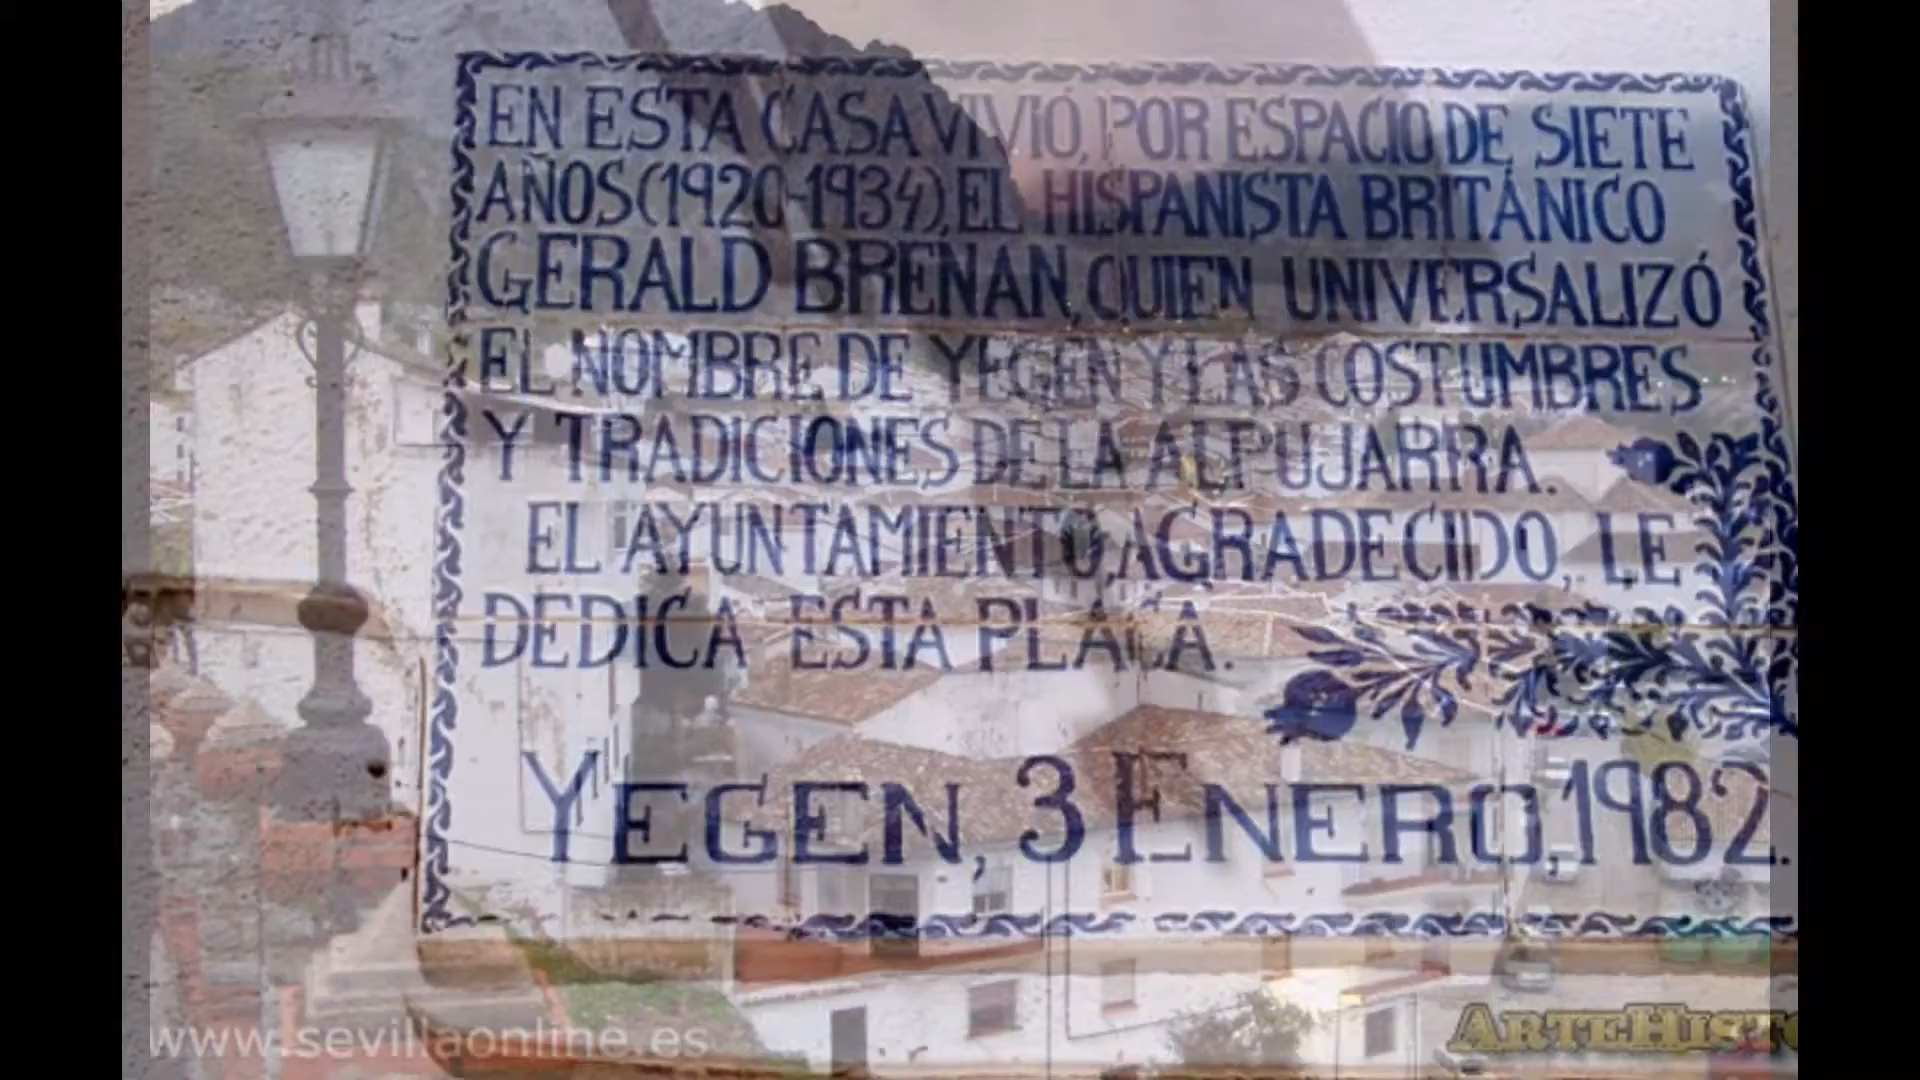 EN ESTA CASA VIVIÓ, POR ESPACIO DE SIETE
AÑOS (1920-1934), EL HISPANISTA BRITÁNICO
GERALD BRENAN, QUIEN UNIVERSALIZÓ
EL NOMBRE DE YEGEN Y LAS COSTUMBRES
Y TRADICIONES DE LA ALPUJARRA.
EL AYUNTAMIENTO, AGRADECIDO, LE
DEDICA ESTA PLACA.
YEGEN, 3 ENERO, 1982.
www.sevillaonline.es
ARTEHISTO